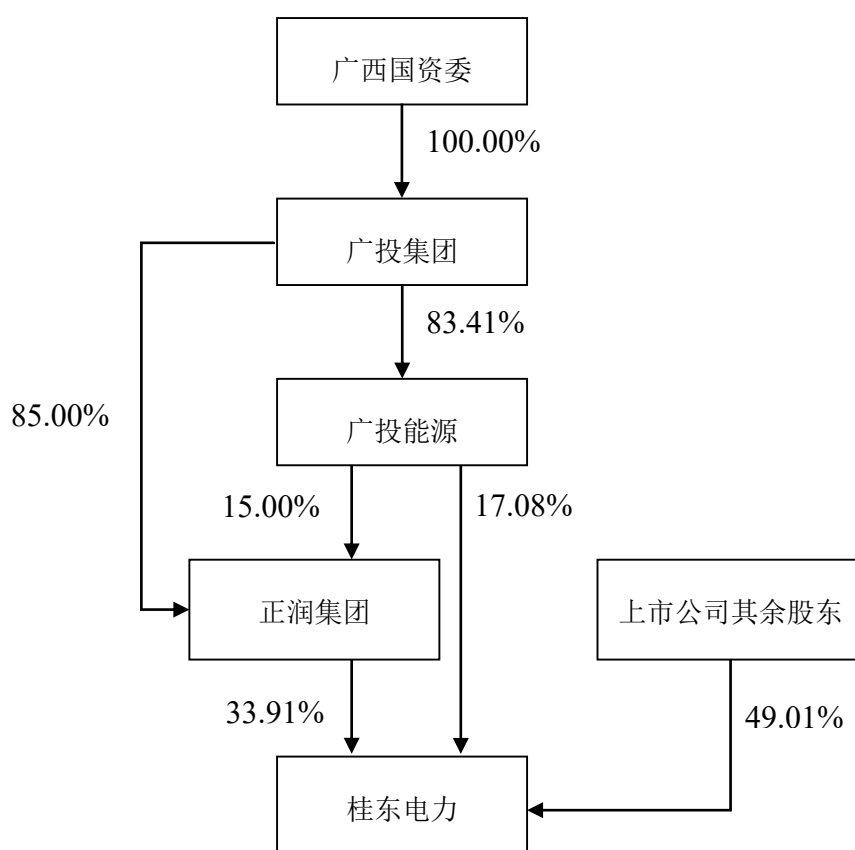 广西国资委
100.00%
广投集团
83.41%
85.00%
广投能源
15.00%
17.08%
正润集团
上市公司其余股东
33.91%
49.01%
桂东电力